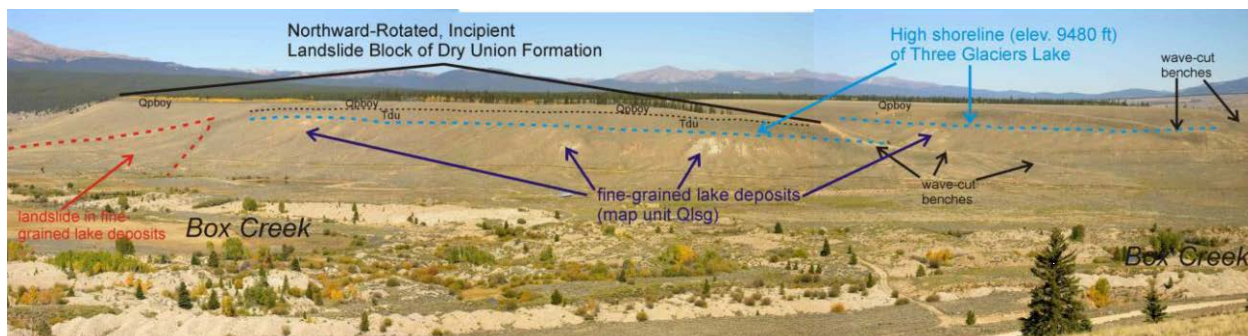 Northward-Rotated, Incipient
Landslide Block of Dry Union Formation
High shoreline (elev. 9480 ft)
of Three Glaciers Lake
wave-cut
benches
Qpboy
Qpboy
Qpboy
Qpboy
Tdu
Tdu
landslide in fine-
grained lake deposits
Box Creek
fine-grained lake deposits
(map unit Qlsg)
wave-cut
benches
Box Creek